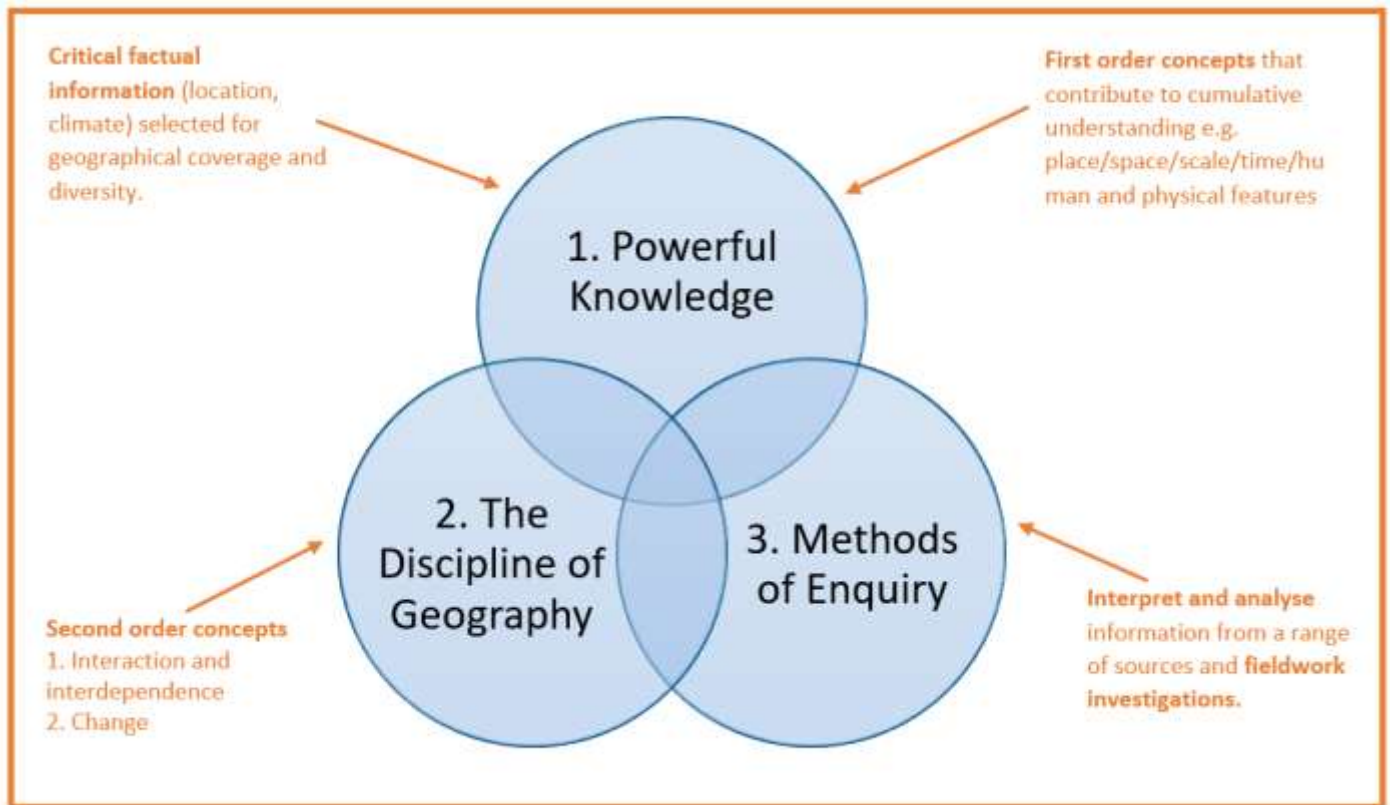 Critical factual
information (location,
climate) selected for
geographical coverage and
diversity.
First order concepts that
contribute to cumulative
understanding e.g.
place/space/scale/time/hu
man and physical features
1. Powerful
Knowledge
2. The
Discipline of
Geography
3. Methods
of Enquiry
Second order concepts
1. Interaction and
interdependence
2. Change
Interpret and analyse
information from a range
of sources and fieldwork
investigations.